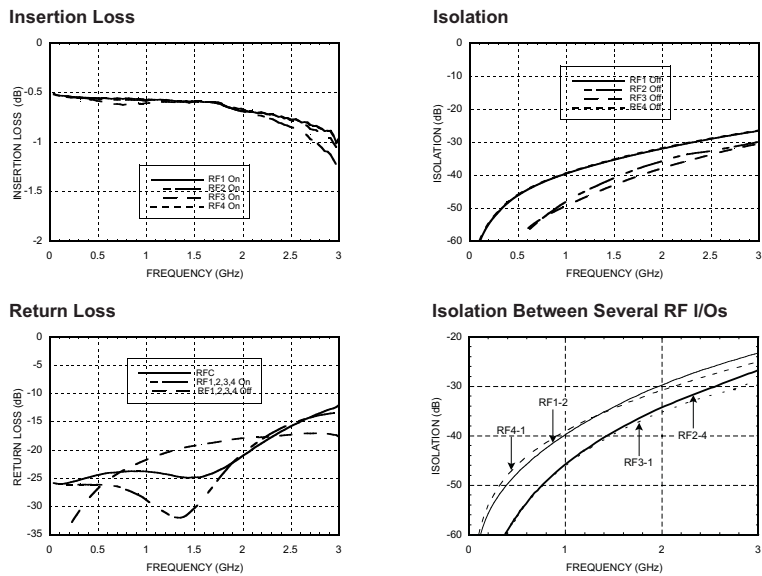 Insertion Loss
0
-0.5
-1
-1.5
-2
INSERTION LOSS (dB)
RF1 On
RF2 On
RF3 On
RF4 On
0 0.5 1 1.5 2 2.5 3
FREQUENCY (GHz)
Isolation
0
-10
-20
-30
-40
-50
-60
ISOLATION (dB)
RF1 Off
RF2 Off
RF3 Off
RF4 Off
0 0.5 1 1.5 2 2.5 3
FREQUENCY (GHz)
Return Loss
0
-5
-10
-15
-20
-25
-30
-35
RETURN LOSS (dB)
RFC
RF1,2,3,4 On
RF1,2,3,4 Off
0 0.5 1 1.5 2 2.5 3
FREQUENCY (GHz)
Isolation Between Several RF I/Os
-20
-30
-40
-50
-60
ISOLATION (dB)
RF1-2
RF4-1
RF2-4
RF3-1
0 1 2 3
FREQUENCY (GHz)